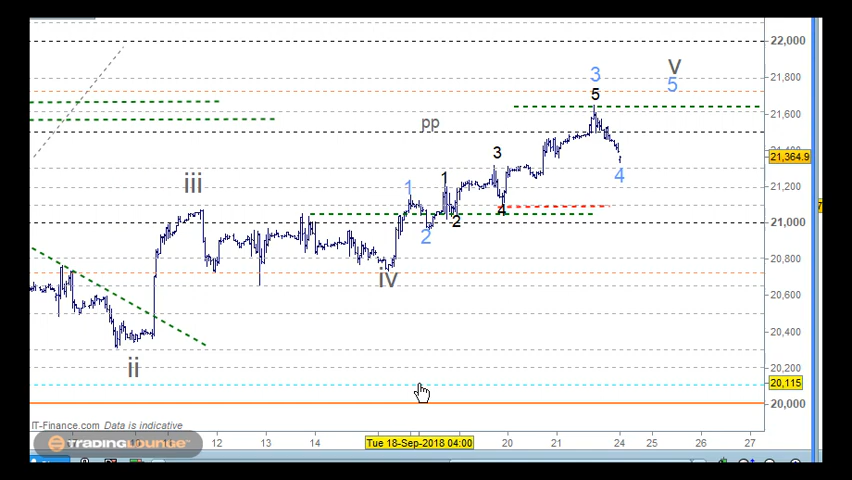 22,000
V
3
21,800
5
5
21,600
pp
3
21,364.9
iii
1
4
1
21,200
4
2
21,000
2
iv
20,800
20,600
20,400
ii
20,200
20,115
20,000
IT-Finance.com Data is indicative
TRADINGLOUNGE
12 13 14 Tue 18-Sep-2018 04:00 20 21 24 25 26 27